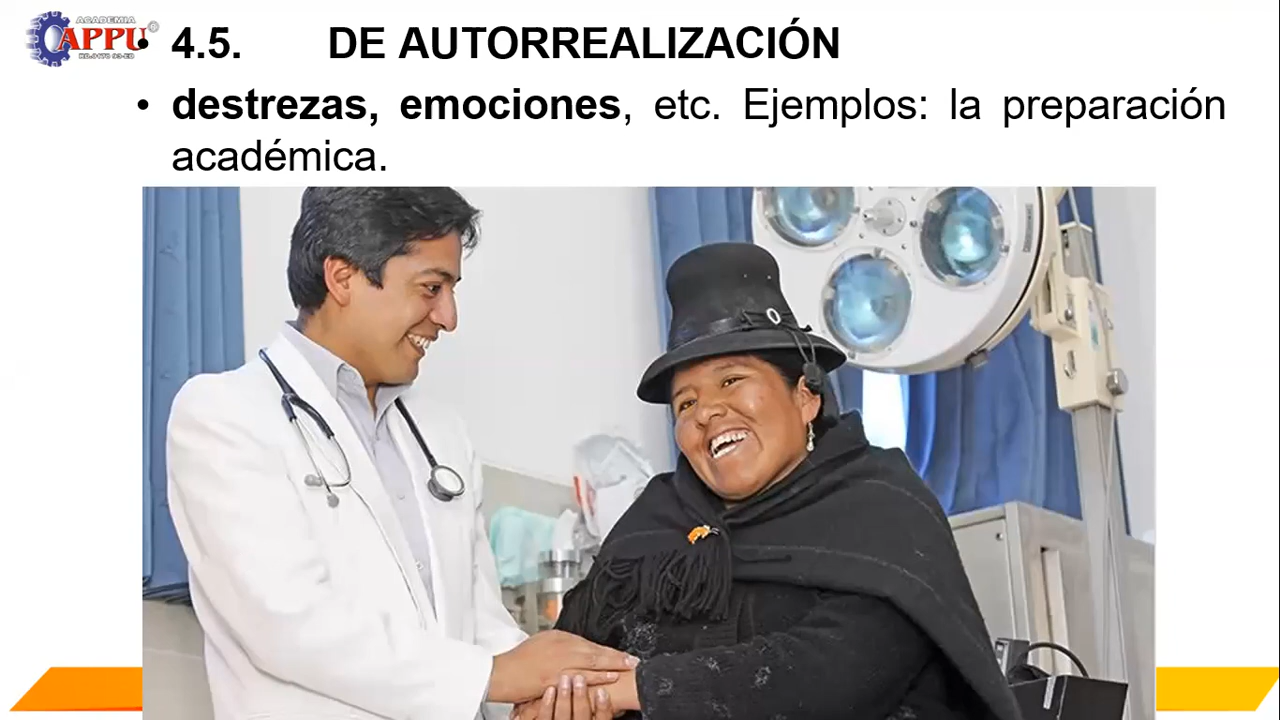 ACADEMIA
APPU®
• 4.5. DE AUTORREALIZACIÓN
• destrezas, emociones, etc. Ejemplos: la preparación
académica.